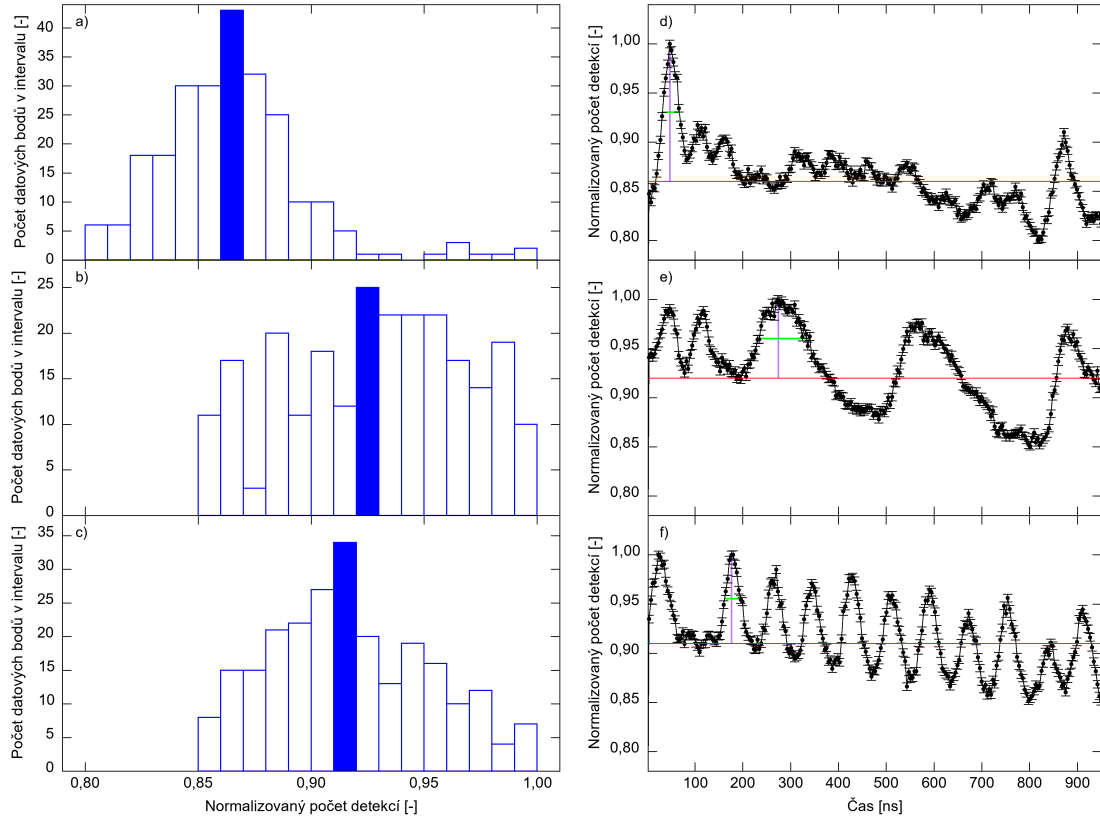 a)
Počet datových bodů v intervalu [-]
40
35
30
25
20
15
10
5
0
b)
Počet datových bodů v intervalu [-]
25
20
15
10
5
0
c)
Počet datových bodů v intervalu [-]
35
30
25
20
15
10
5
0
0,80 0,85 0,90 0,95 1,00
Normalizovaný počet detekcí [-]
d)
Normalizovaný počet detekcí [-]
1,00
0,95
0,90
0,85
0,80
e)
Normalizovaný počet detekcí [-]
1,00
0,95
0,90
0,85
0,80
f)
Normalizovaný počet detekcí [-]
1,00
0,95
0,90
0,85
0,80
100 200 300 400 500 600 700 800 900
Čas [ns]